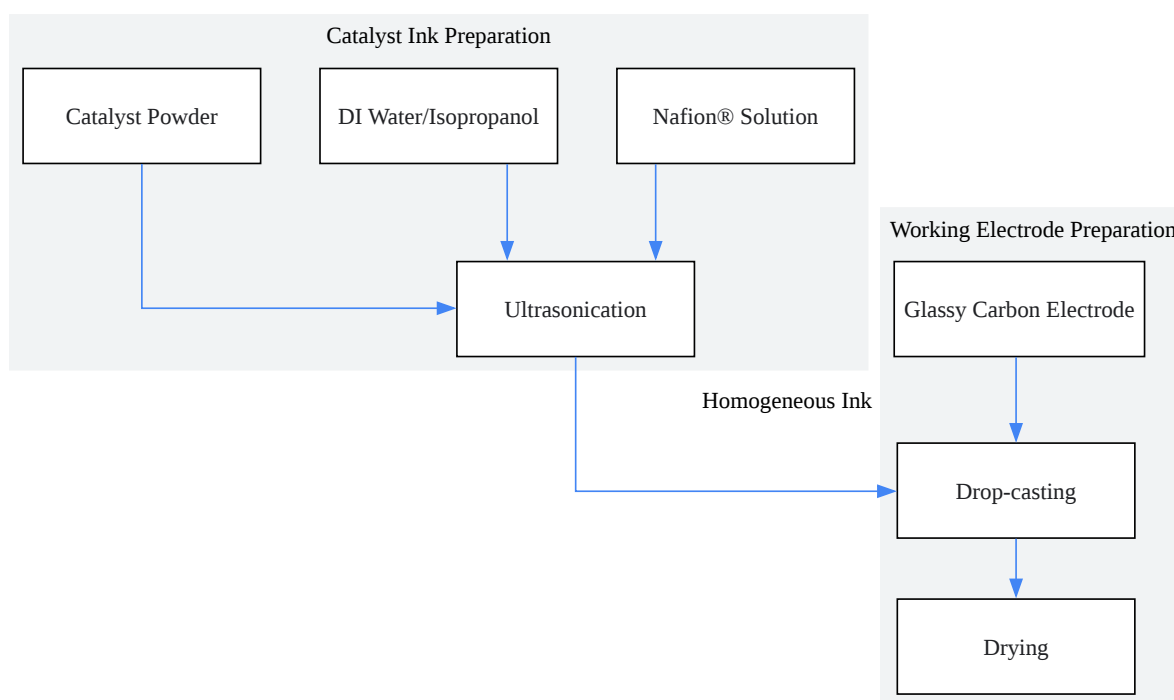 Catalyst Ink Preparation
Catalyst Powder
DI Water/Isopropanol
Nafion® Solution
Ultrasonication
Homogeneous Ink
Working Electrode Preparation
Glassy Carbon Electrode
Drop-casting
Drying